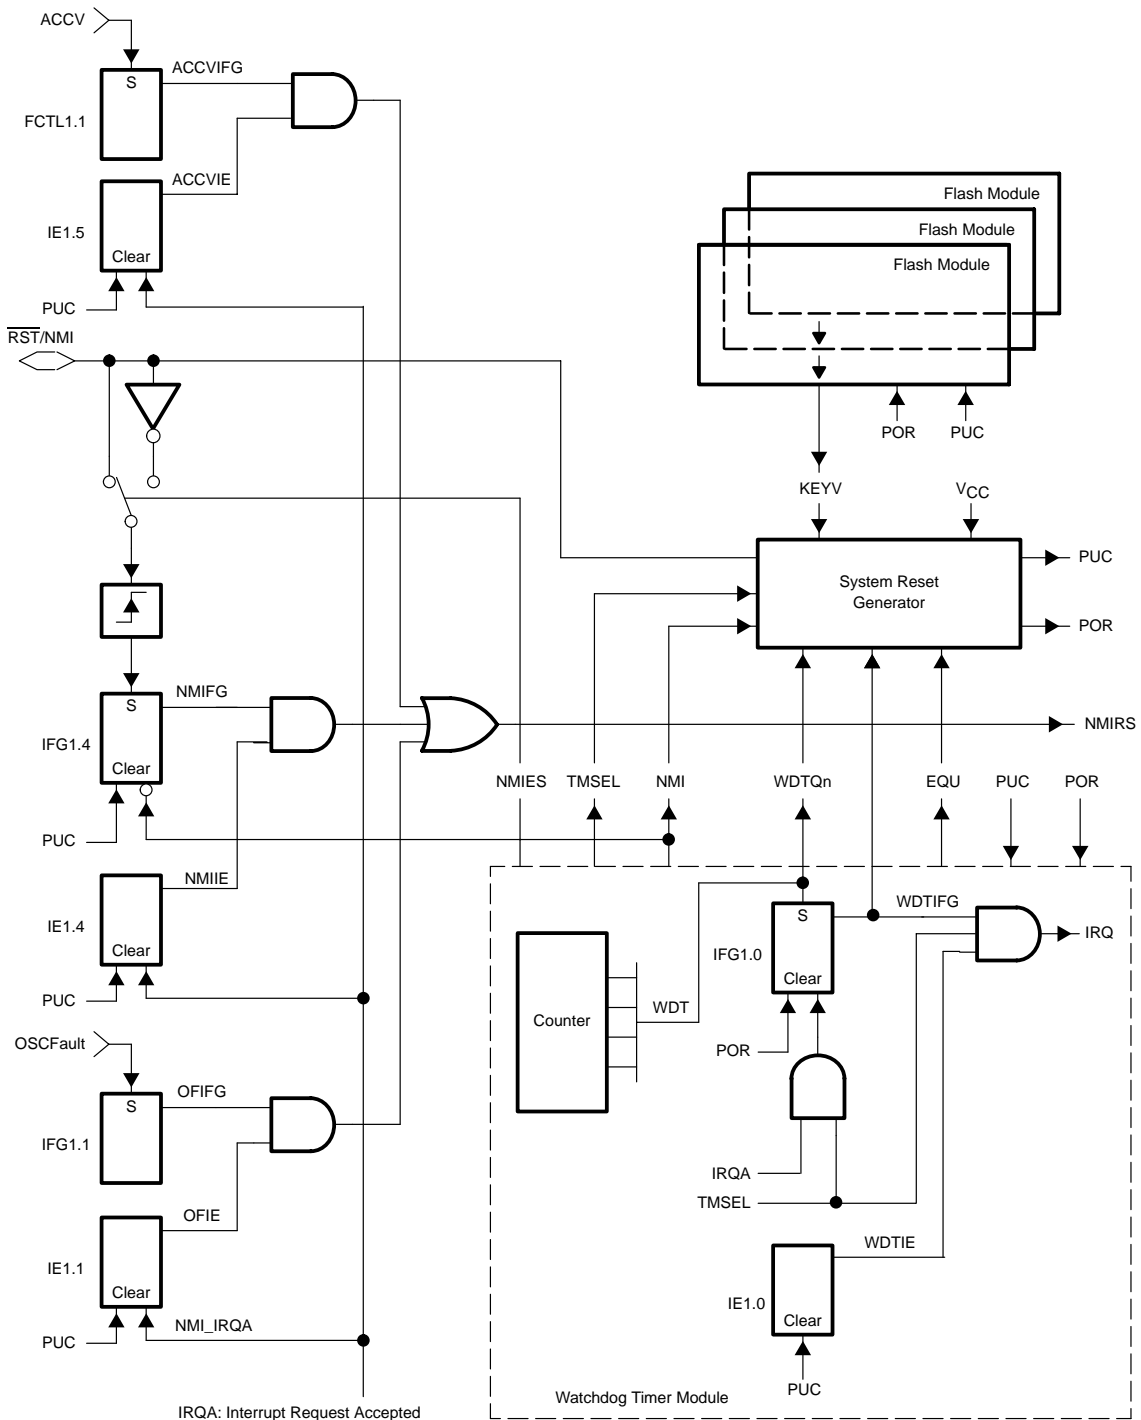 ACCV
S
ACCVIFG
FCTL1.1
ACCVIE
IE1.5
Clear
PUC
RST/NMI
Flash Module
Flash Module
Flash Module
POR
PUC
KEYV
VCC
System Reset
Generator
PUC
POR
S
NMIFG
IFG1.4
Clear
PUC
NMIRS
NMIES
TMSEL
NMI
WDTQn
EQU
PUC
POR
NMIIE
IE1.4
Clear
PUC
S
WDTIFG
IRQ
IFG1.0
Clear
WDT
Counter
POR
OSCFault
S
OFIFG
IFG1.1
IRQA
TMSEL
OFIE
IE1.1
Clear
NMI_IRQA
PUC
WDTIE
IE1.0
Clear
PUC
Watchdog Timer Module
IRQA: Interrupt Request Accepted